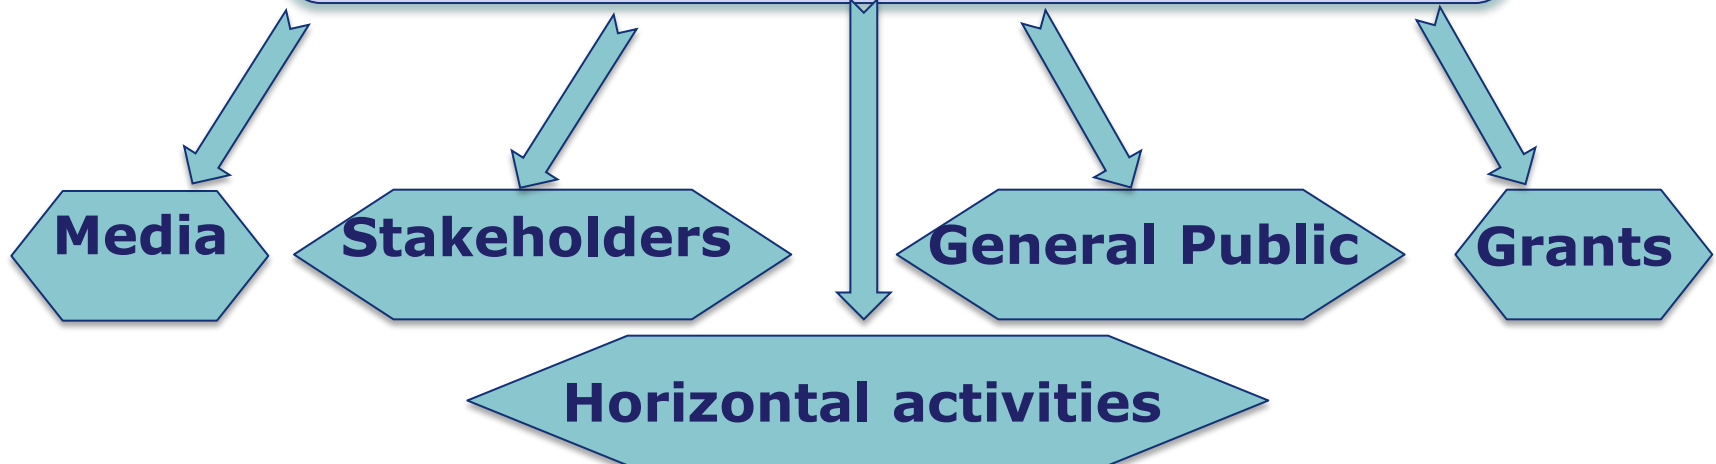 Media
Stakeholders
General Public
Grants
Horizontal activities